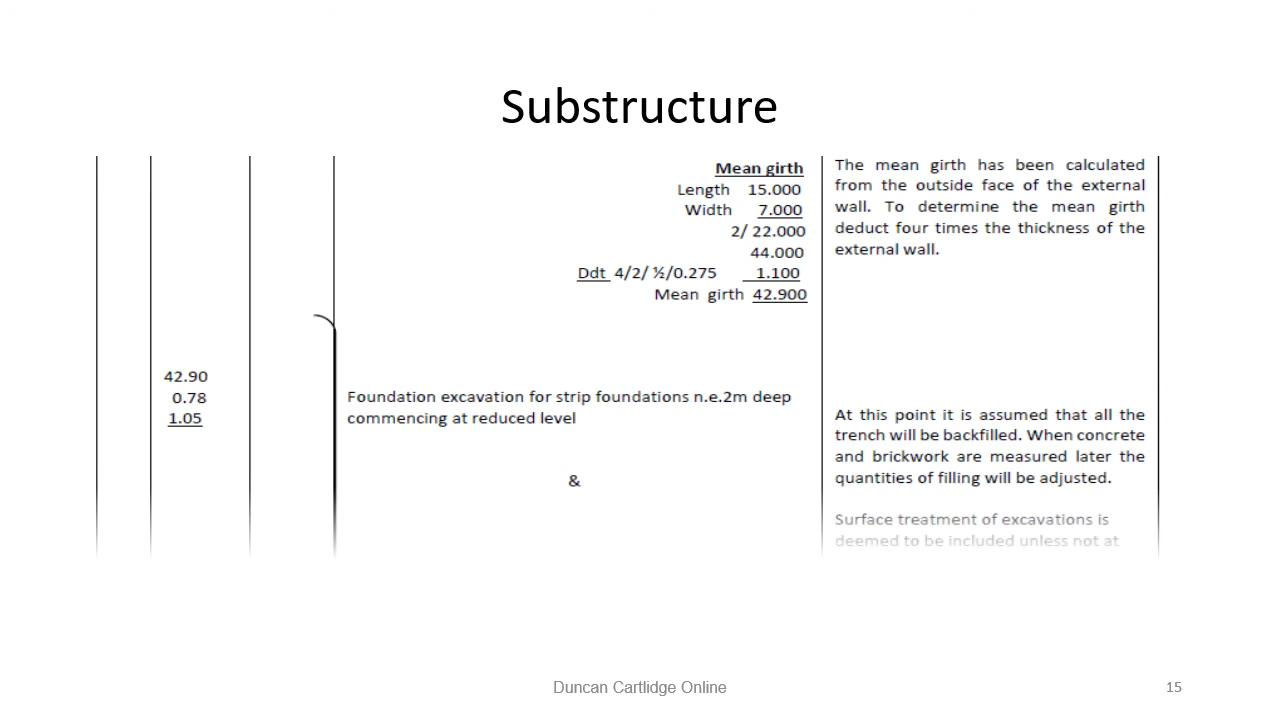 Substructure
Mean girth
Length 15.000
Width 7.000
2/ 22.000
44.000
Ddt 4/2/ ½/0.275 1.100
Mean girth 42.900
The mean girth has been calculated
from the outside face of the external
wall. To determine the mean girth
deduct four times the thickness of the
external wall.
42.90
0.78
1.05
Foundation excavation for strip foundations n.e.2m deep
commencing at reduced level
&
At this point it is assumed that all the
trench will be backfilled. When concrete
and brickwork are measured later the
quantities of filling will be adjusted.
Surface treatment of excavations is
deemed to be included unless not at
Duncan Cartlidge Online
15